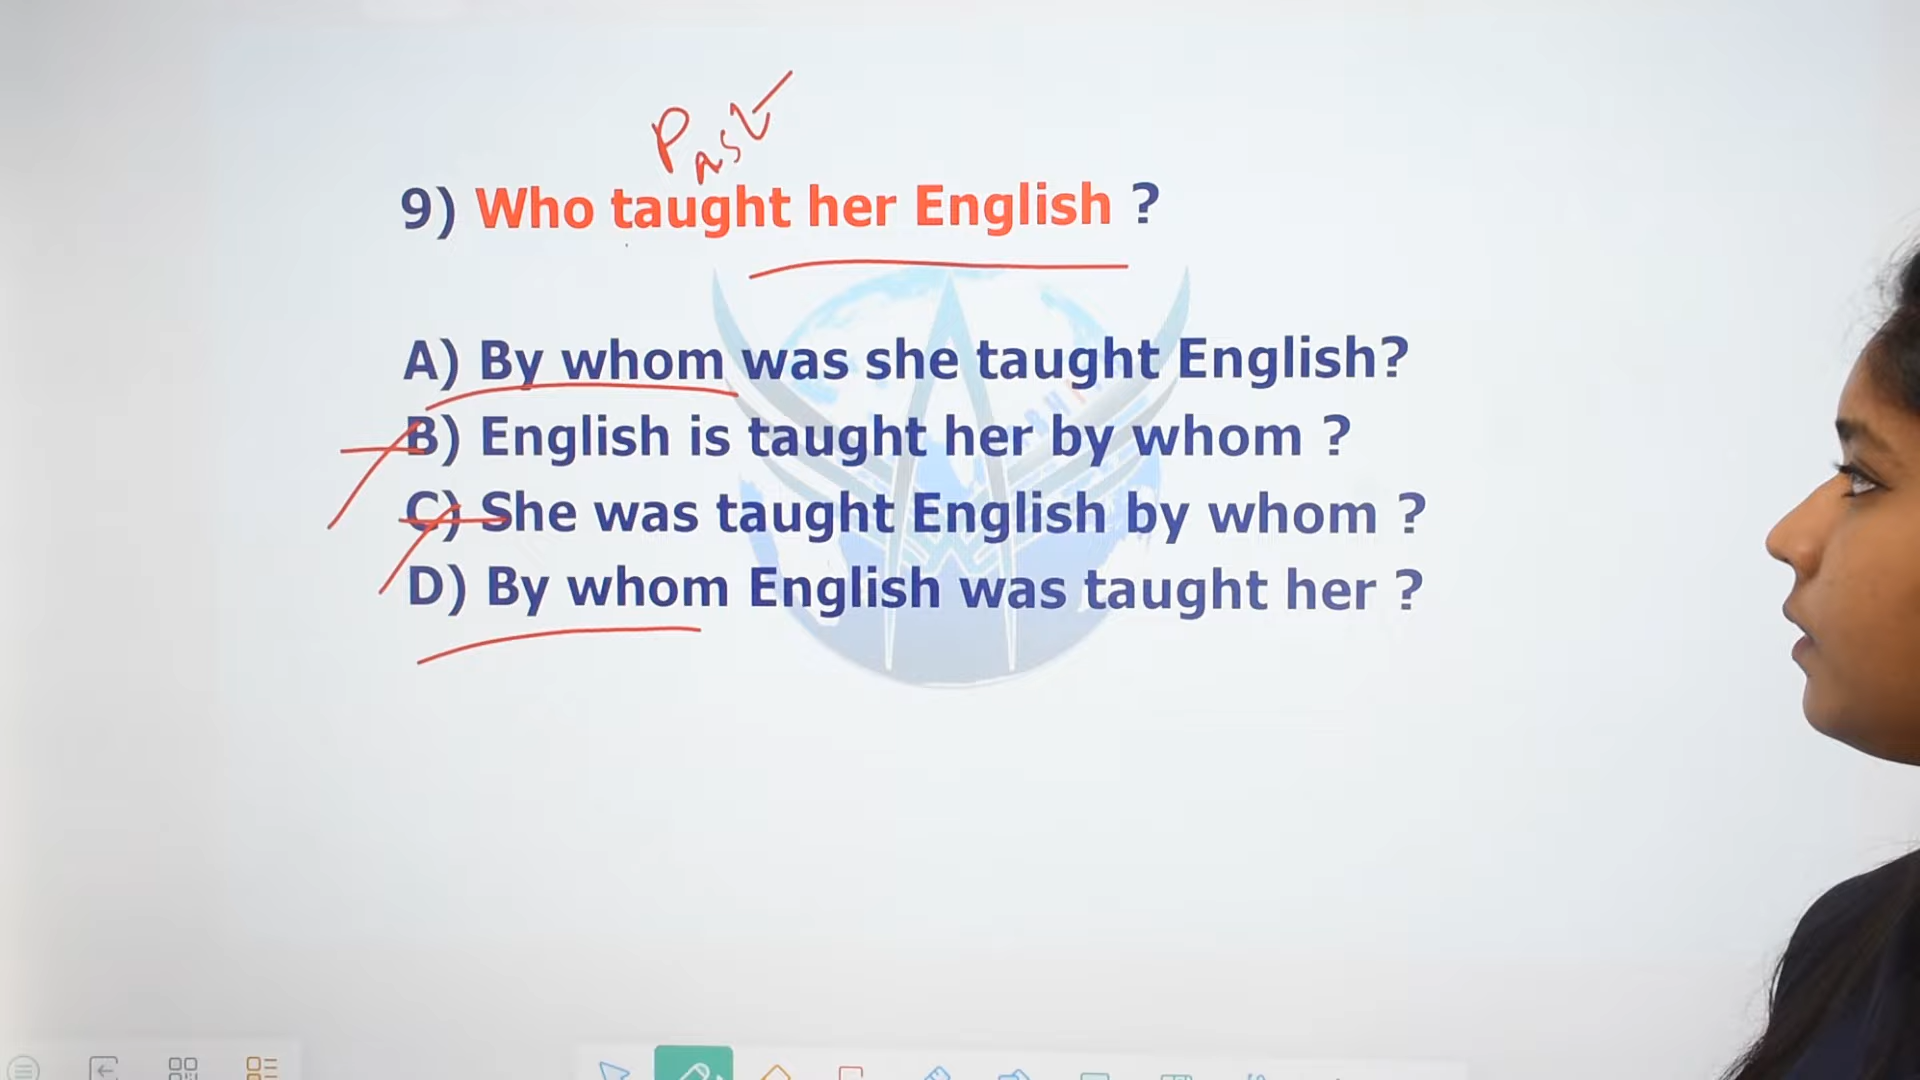 Past
9) Who taught her English ?
A) By whom was she taught English?
B) English is taught her by whom ?
C) She was taught English by whom ?
D) By whom English was taught her ?